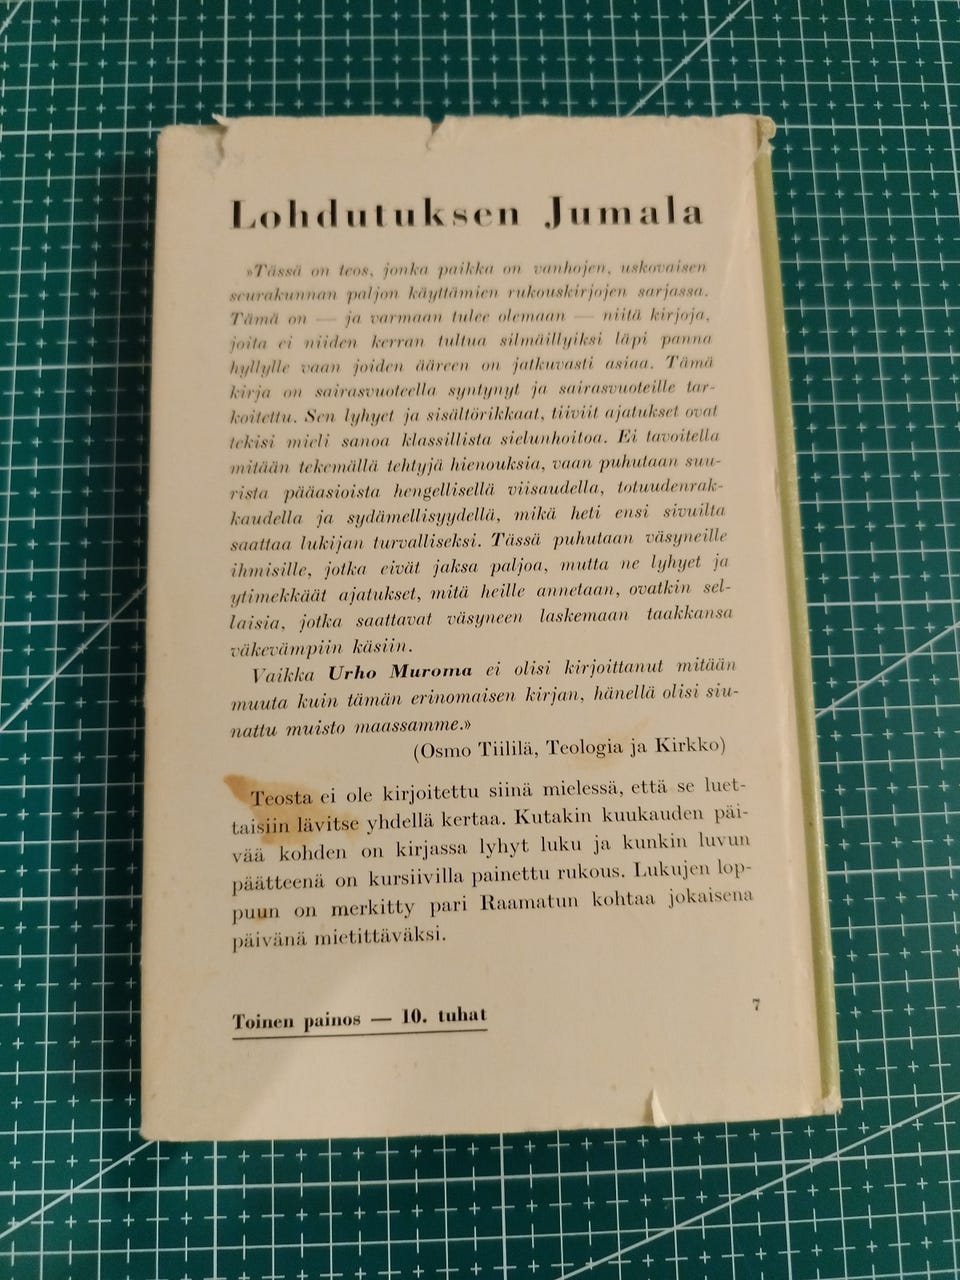 Lohdutuksen Jumala
»Tässä on teos, jonka paikka on vanhojen, uskovaisen
seurakunnan paljon käyttämien rukouskirjojen sarjassa.
Tämä on — ja varmaan tulee olemaan — niitä kirjoja,
joita ei niiden kerran tultua silmäillyiksi läpi panna
hyllylle vaan joiden ääreen on jatkuvasti asiaa. Tämä
kirja on sairasvuoteella syntynyt ja sairasvuoteille tar-
koitettu. Sen lyhyet ja sisältörikkaat, tiiviit ajatukset ovat
tekisi mieli sanoa klassillista sielunhoitoa. Ei tavoitella
mitään tekemällä tehtyjä hienouksia, vaan puhutaan suu-
rista pääasioista hengellisellä viisaudella, totuudenrak-
kaudella ja sydämellisyydellä, mikä heti ensi sivuilta
saattaa lukijan turvalliseksi. Tässä puhutaan väsyneille
ihmisille, jotka eivät jaksa paljoa, mutta ne lyhyet ja
ytimekkäät ajatukset, mitä heille annetaan, ovatkin sel-
laisia, jotka saattavat väsyneen laskemaan taakkansa
väkevämpiin käsiin.
Vaikka Urho Muroma ei olisi kirjoittanut mitään
muuta kuin tämän erinomaisen kirjan, hänellä olisi siu-
nattu muisto maassamme.»
(Osmo Tiililä, Teologia ja Kirkko)
Teosta ei ole kirjoitettu siinä mielessä, että se luet-
taisiin lävitse yhdellä kertaa. Kutakin kuukauden päi-
vää kohden on kirjassa lyhyt luku ja kunkin luvun
päätteenä on kursiivilla painettu rukous. Lukujen lop-
puun on merkitty pari Raamatun kohtaa jokaisena
päivänä mietittäväksi.
Toinen painos — 10. tuhat
7